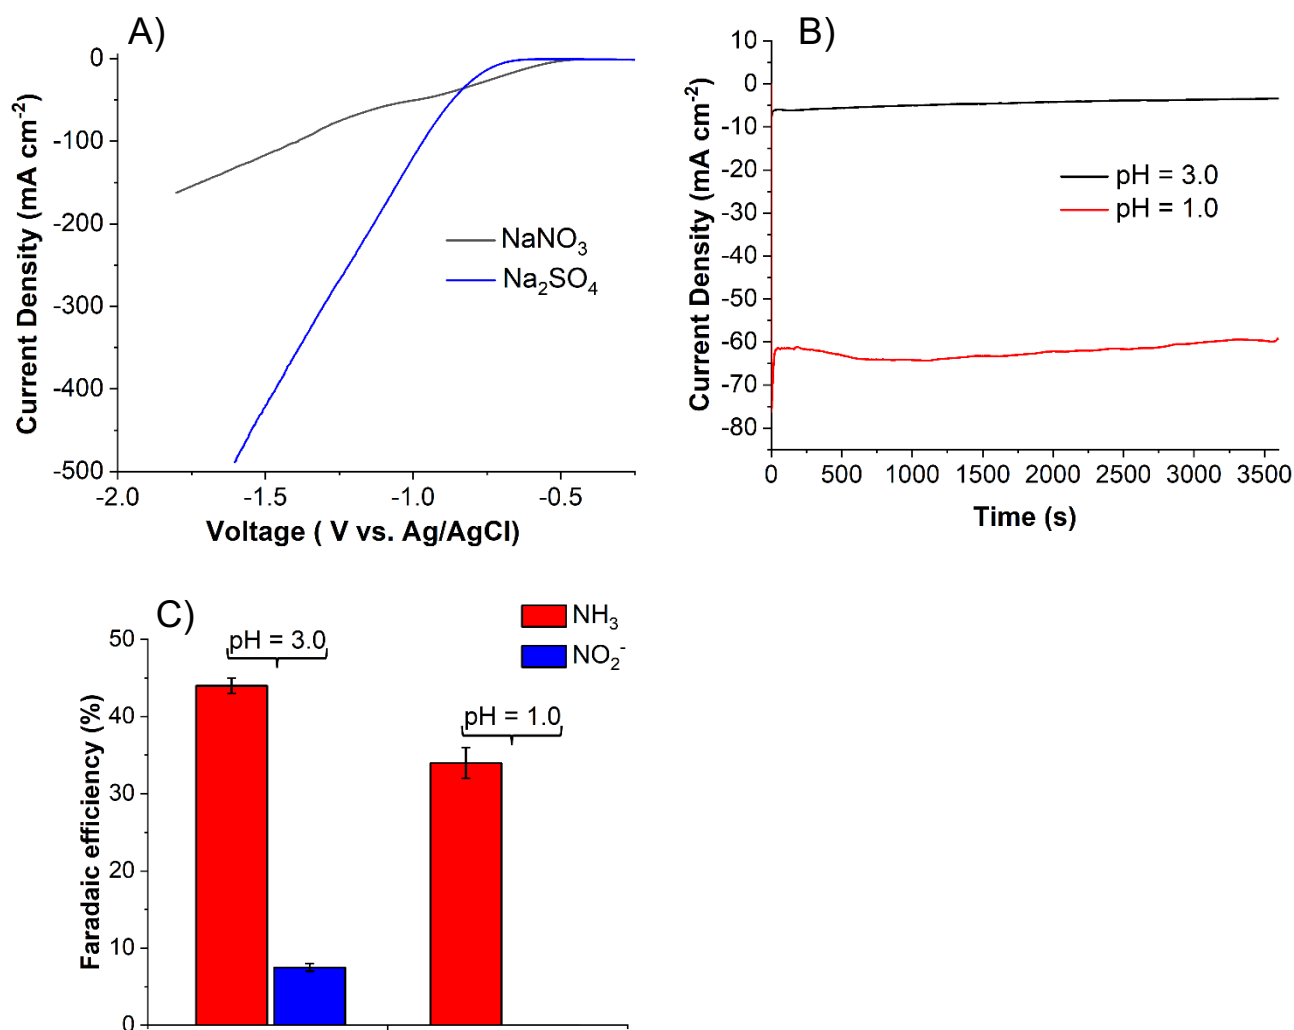 A)
0
-100
-200
-300
-400
-500
-2.0
-1.5
-1.0
-0.5
Current Density (mA cm⁻²)
Voltage ( V vs. Ag/AgCl)
NaNO₃
Na₂SO₄
B)
10
0
-10
-20
-30
-40
-50
-60
-70
-80
0
500
1000
1500
2000
2500
3000
3500
Current Density (mA cm⁻²)
Time (s)
pH = 3.0
pH = 1.0
C)
50
40
30
20
10
0
Faradaic efficiency (%)
pH = 3.0
pH = 1.0
NH₃
NO₂⁻